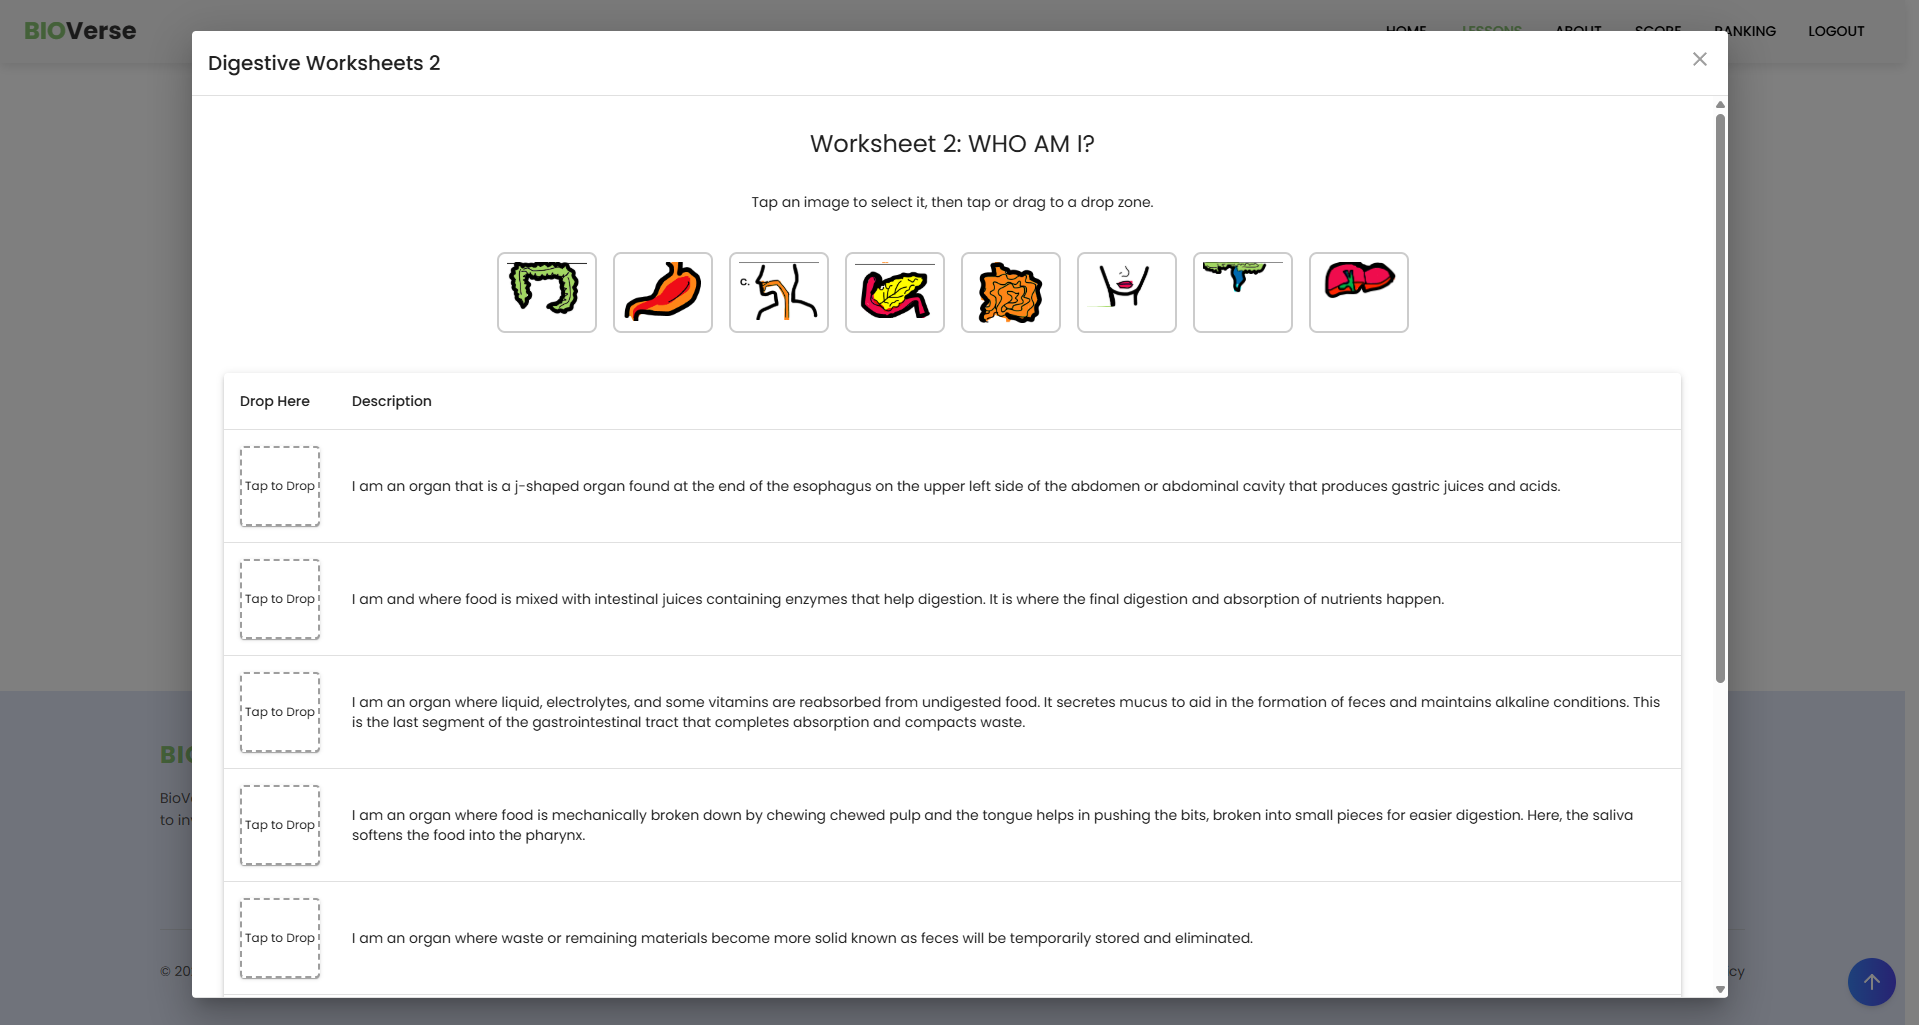 BIOVerse
HOME LESSONS ABOUT SCORE RANKING LOGOUT
Digestive Worksheets 2
Worksheet 2: WHO AM I?
Tap an image to select it, then tap or drag to a drop zone.
C.
Drop Here Description
Tap to Drop I am an organ that is a j-shaped organ found at the end of the esophagus on the upper left side of the abdomen or abdominal cavity that produces gastric juices and acids.
Tap to Drop I am and where food is mixed with intestinal juices containing enzymes that help digestion. It is where the final digestion and absorption of nutrients happen.
Tap to Drop I am an organ where liquid, electrolytes, and some vitamins are reabsorbed from undigested food. It secretes mucus to aid in the formation of feces and maintains alkaline conditions. This
is the last segment of the gastrointestinal tract that completes absorption and compacts waste.
Tap to Drop I am an organ where food is mechanically broken down by chewing chewed pulp and the tongue helps in pushing the bits, broken into small pieces for easier digestion. Here, the saliva
softens the food into the pharynx.
Tap to Drop I am an organ where waste or remaining materials become more solid known as feces will be temporarily stored and eliminated.
to
©